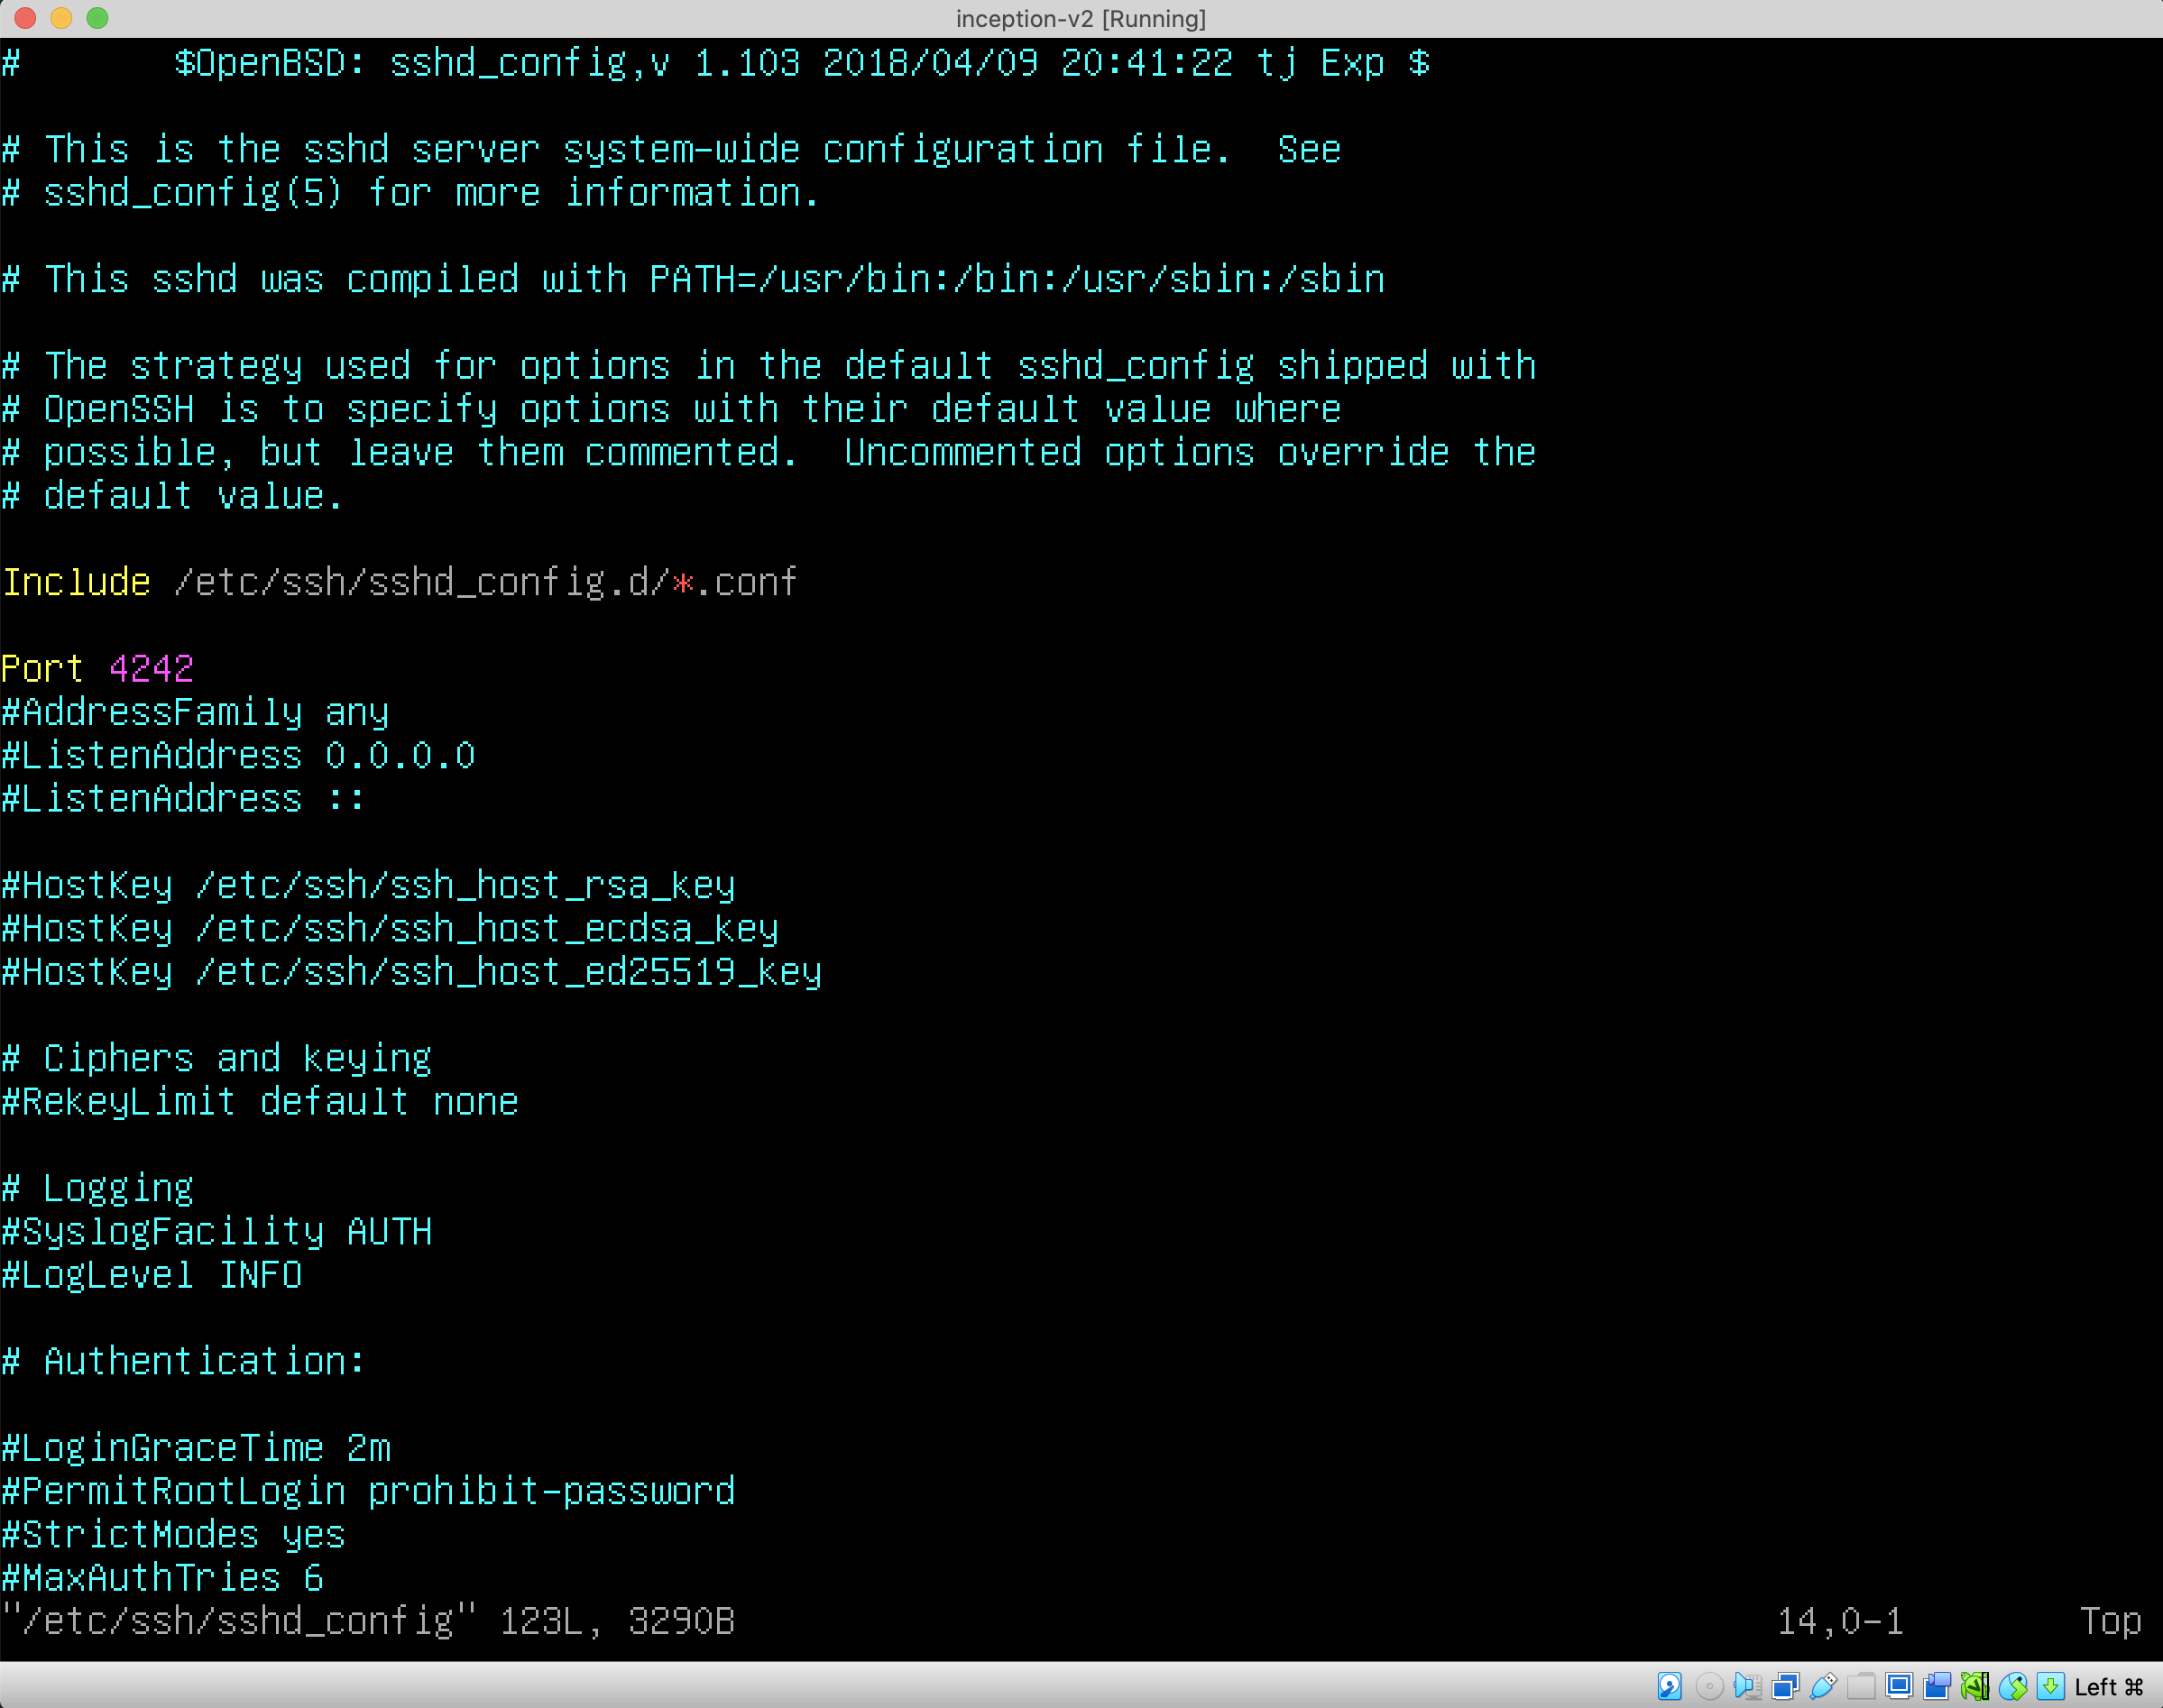 inception-v2 [Running]
#       $OpenBSD: sshd_config,v 1.103 2018/04/09 20:41:22 tj Exp $
# This is the sshd server system-wide configuration file.  See
# sshd_config(5) for more information.
# This sshd was compiled with PATH=/usr/bin:/bin:/usr/sbin:/sbin
# The strategy used for options in the default sshd_config shipped with
# OpenSSH is to specify options with their default value where
# possible, but leave them commented.  Uncommented options override the
# default value.
Include /etc/ssh/sshd_config.d/*.conf
Port 4242
#AddressFamily any
#ListenAddress 0.0.0.0
#ListenAddress ::
#HostKey /etc/ssh/ssh_host_rsa_key
#HostKey /etc/ssh/ssh_host_ecdsa_key
#HostKey /etc/ssh/ssh_host_ed25519_key
# Ciphers and keying
#RekeyLimit default none
# Logging
#SyslogFacility AUTH
#LogLevel INFO
# Authentication:
#LoginGraceTime 2m
#PermitRootLogin prohibit-password
#StrictModes yes
#MaxAuthTries 6
"/etc/ssh/sshd_config" 123L, 3290B 14,0-1 Top
Left ⌘